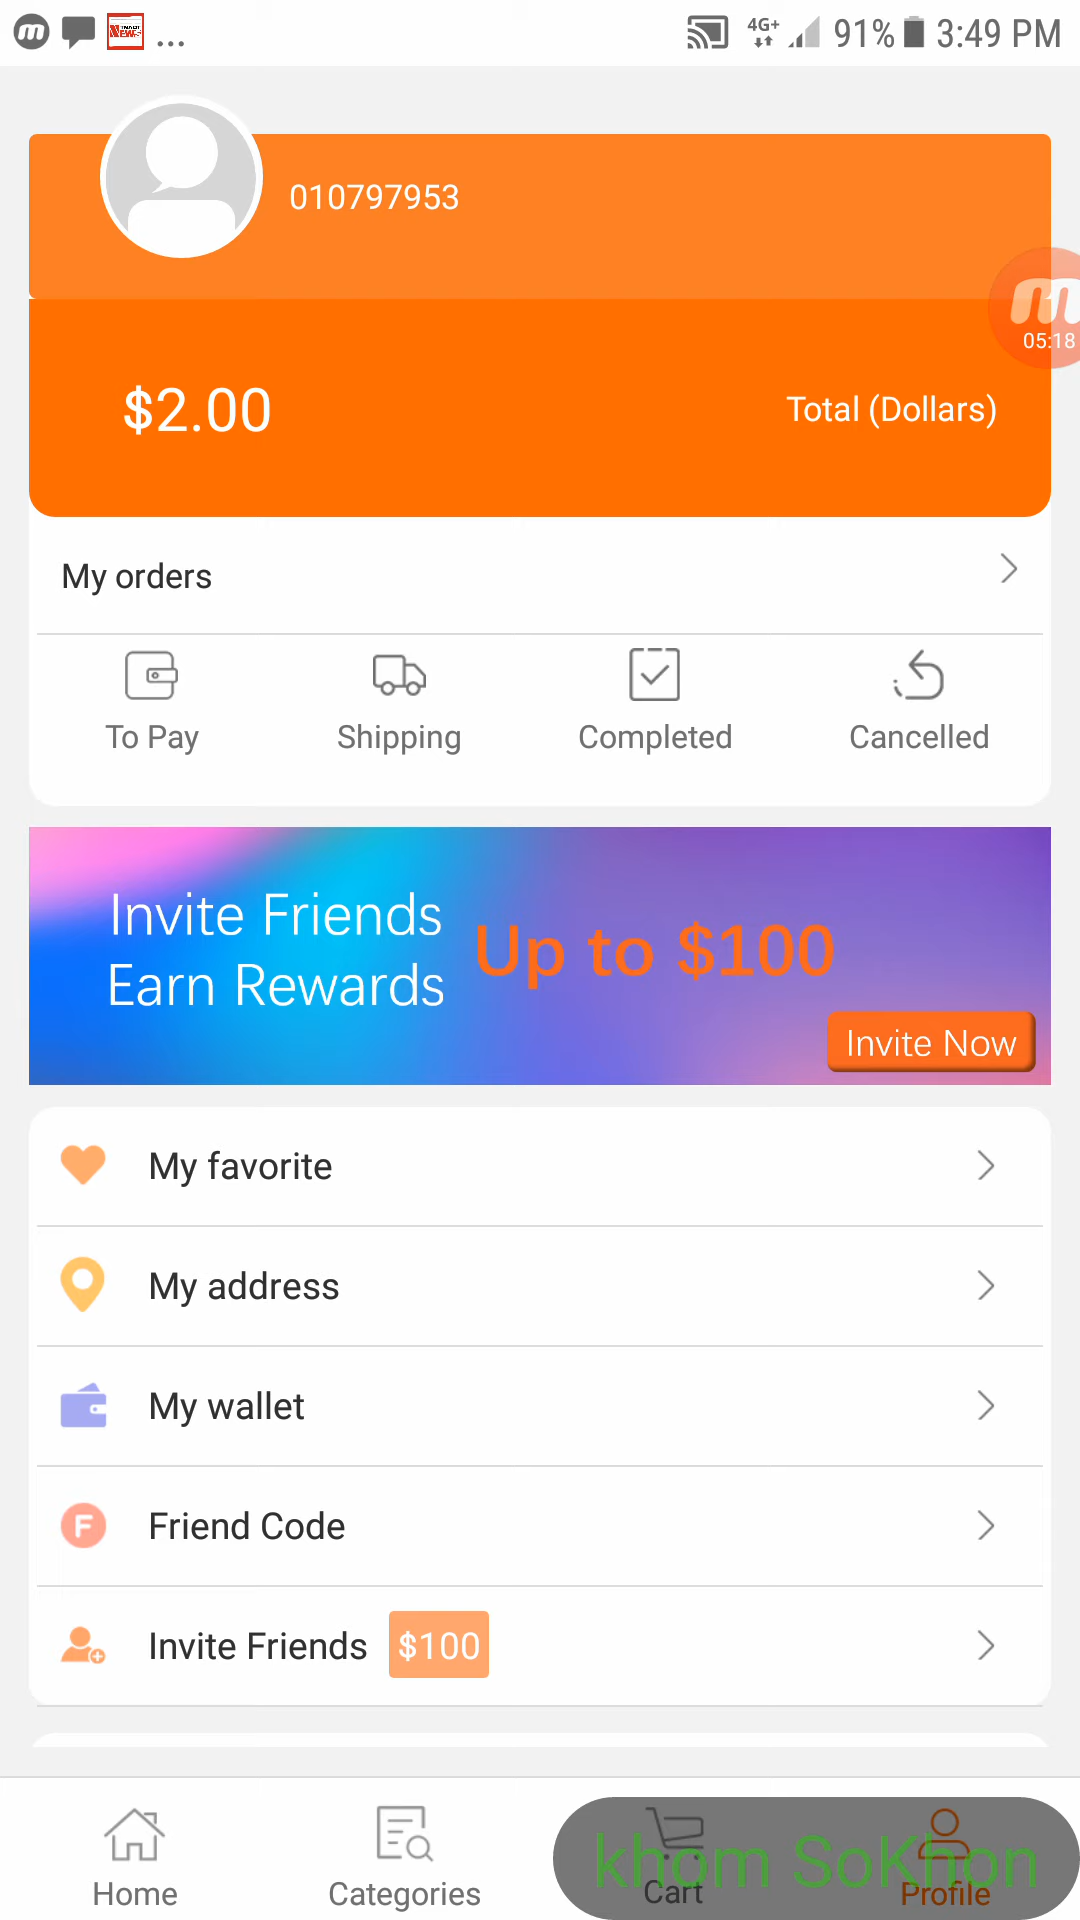 91% 3:49 PM
4G+
010797953
05:18
$2.00
Total (Dollars)
My orders
To Pay
Shipping
Completed
Cancelled
Invite Friends
Earn Rewards
Up to $100
Invite Now
My favorite
My address
My wallet
F
Friend Code
Invite Friends $100
khom SoKhon
Home
Categories
Cart
Profile